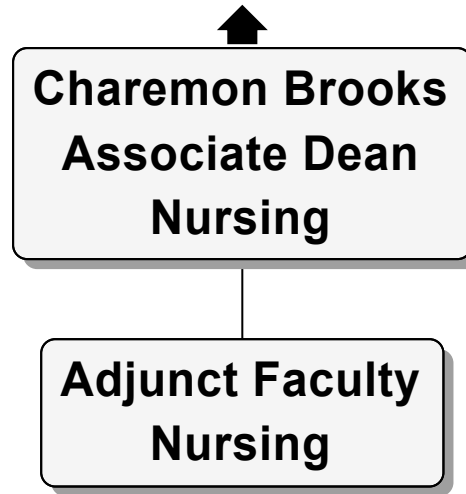 Charemon Brooks
Associate Dean
Nursing
Adjunct Faculty
Nursing